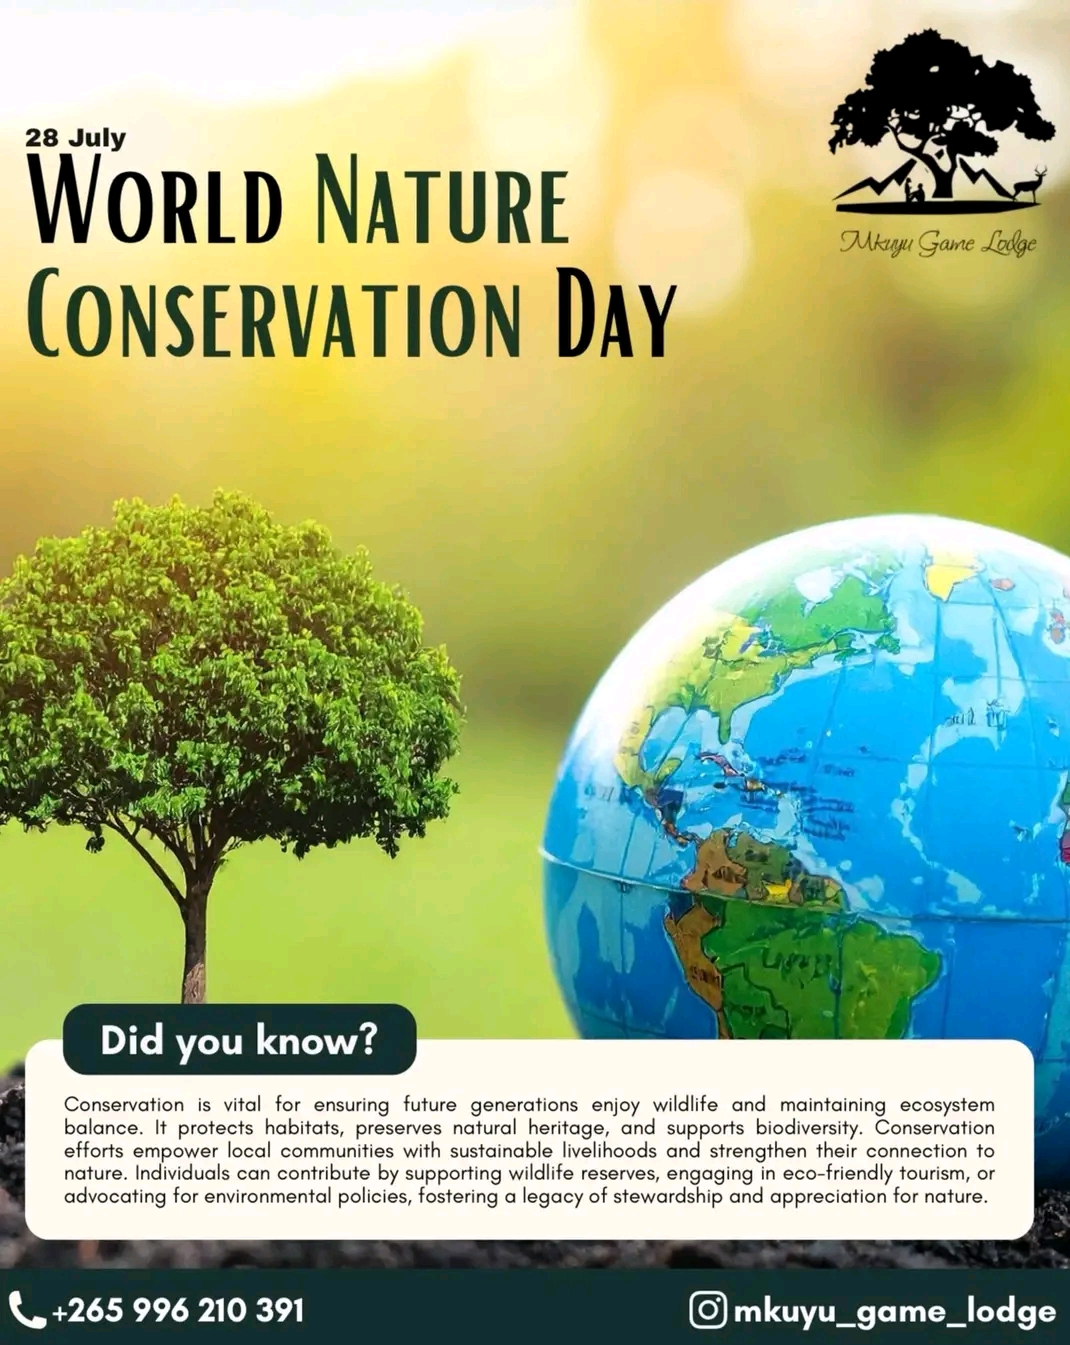 28 July
World Nature
Conservation Day
Mkuyu Game Lodge
Did you know?
Conservation is vital for ensuring future generations enjoy wildlife and maintaining ecosystem
balance. It protects habitats, preserves natural heritage, and supports biodiversity. Conservation
efforts empower local communities with sustainable livelihoods and strengthen their connection to
nature. Individuals can contribute by supporting wildlife reserves, engaging in eco-friendly tourism, or
advocating for environmental policies, fostering a legacy of stewardship and appreciation for nature.
+265 996 210 391
mkuyu_game_lodge